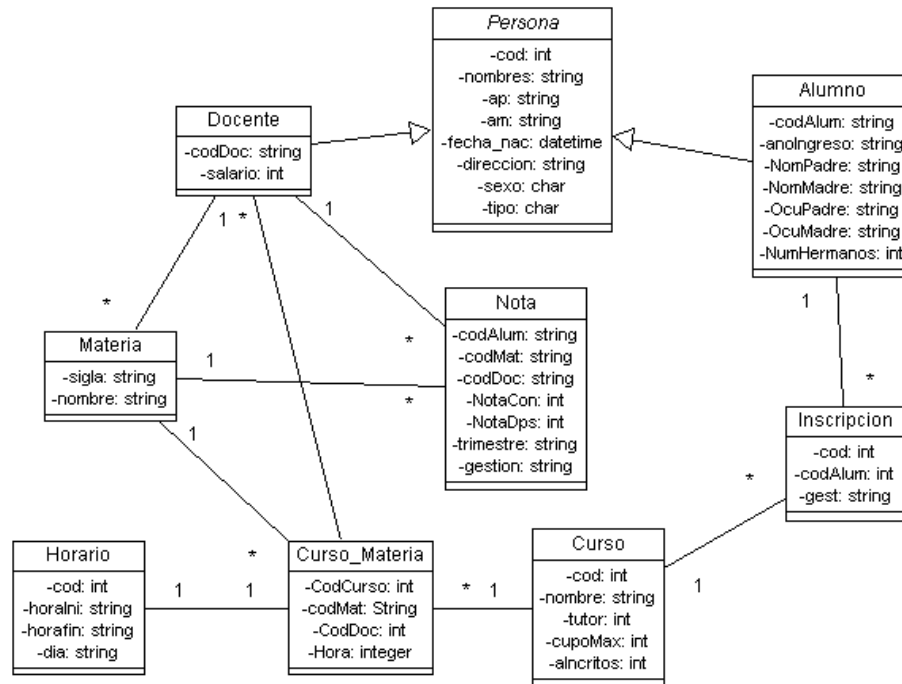 Persona
-cod: int
-nombres: string
-ap: string
-am: string
-fecha_nac: datetime
-direccion: string
-sexo: char
-tipo: char
Docente
-codDoc: string
-salario: int
Alumno
-codAlum: string
-anoIngreso: string
-NomPadre: string
-NomMadre: string
-OcuPadre: string
-OcuMadre: string
-NumHermanos: int
1
*
1
*
1
*
Nota
-codAlum: string
-codMat: string
-codDoc: string
-NotaCon: int
-NotaDps: int
-trimestre: string
-gestion: string
Materia
-sigla: string
-nombre: string
1
*
*
1
*
Inscripcion
-cod: int
-codAlum: int
-gest: string
*
1
*
Horario
-cod: int
-horaIni: string
-horafin: string
-dia: string
1
1
Curso_Materia
-CodCurso: int
-codMat: String
-CodDoc: int
-Hora: integer
*
1
Curso
-cod: int
-nombre: string
-tutor: int
-cupoMax: int
-alncritos: int